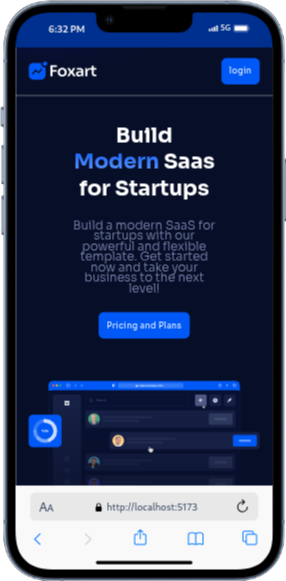 6:32 PM
5G
Foxart
login
Build
Modern Saas
for Startups
Build a modern SaaS for
startups with our
powerful and flexible
template. Get started
now and take your
business to the next
level!
Pricing and Plans
AA
http://localhost:5173